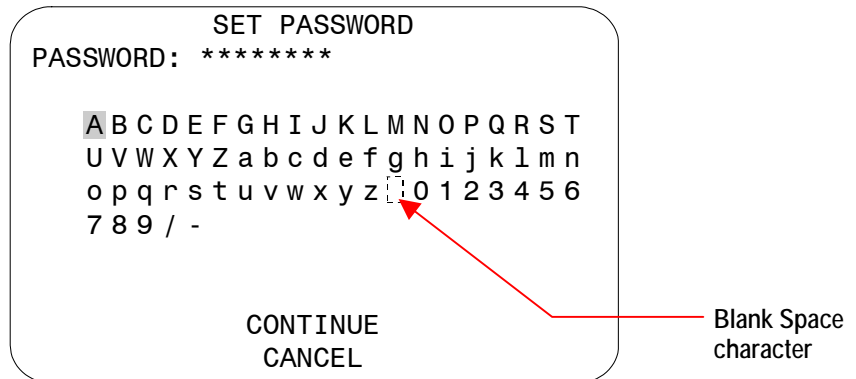 SET PASSWORD
PASSWORD: ********
A B C D E F G H I J K L M N O P Q R S T
U V W X Y Z a b c d e f g h i j k l m n
o p q r s t u v w x y z 0 1 2 3 4 5 6
7 8 9 / -
CONTINUE
CANCEL
Blank Space
character